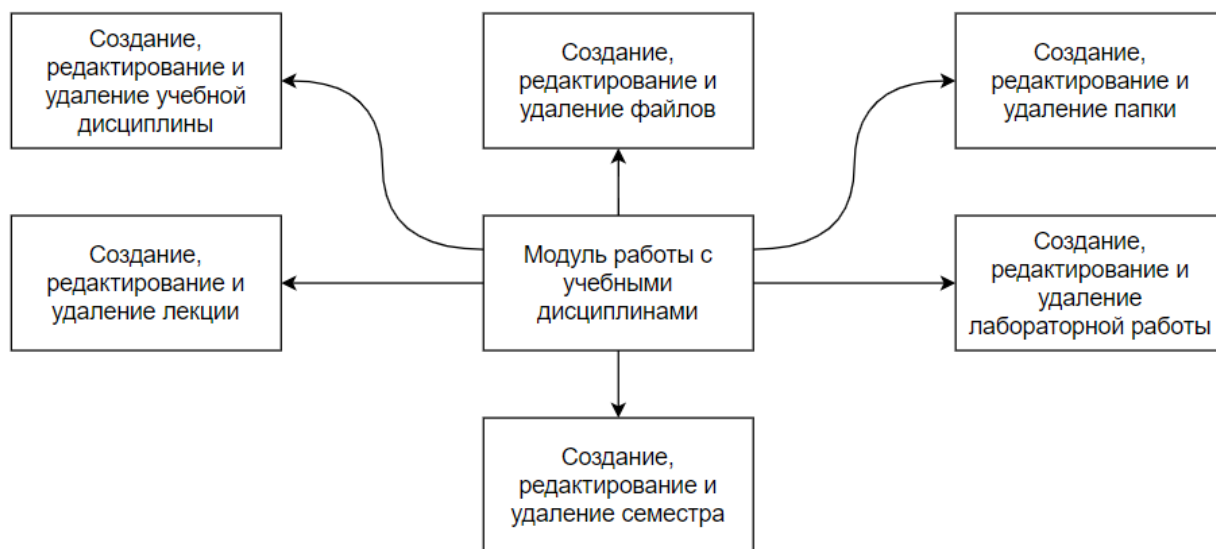 Создание,
редактирование и
удаление учебной
дисциплины
Создание,
редактирование и
удаление файлов
Создание,
редактирование и
удаление папки
Создание,
редактирование и
удаление лекции
Модуль работы с
учебными
дисциплинами
Создание,
редактирование и
удаление
лабораторной работы
Создание,
редактирование и
удаление семестра